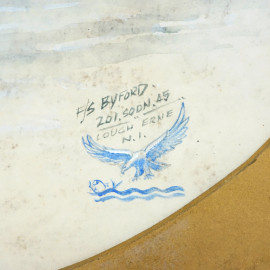 F/S BYFORD.
201. SQDN. 45
LOUGH ERNE
N. I.